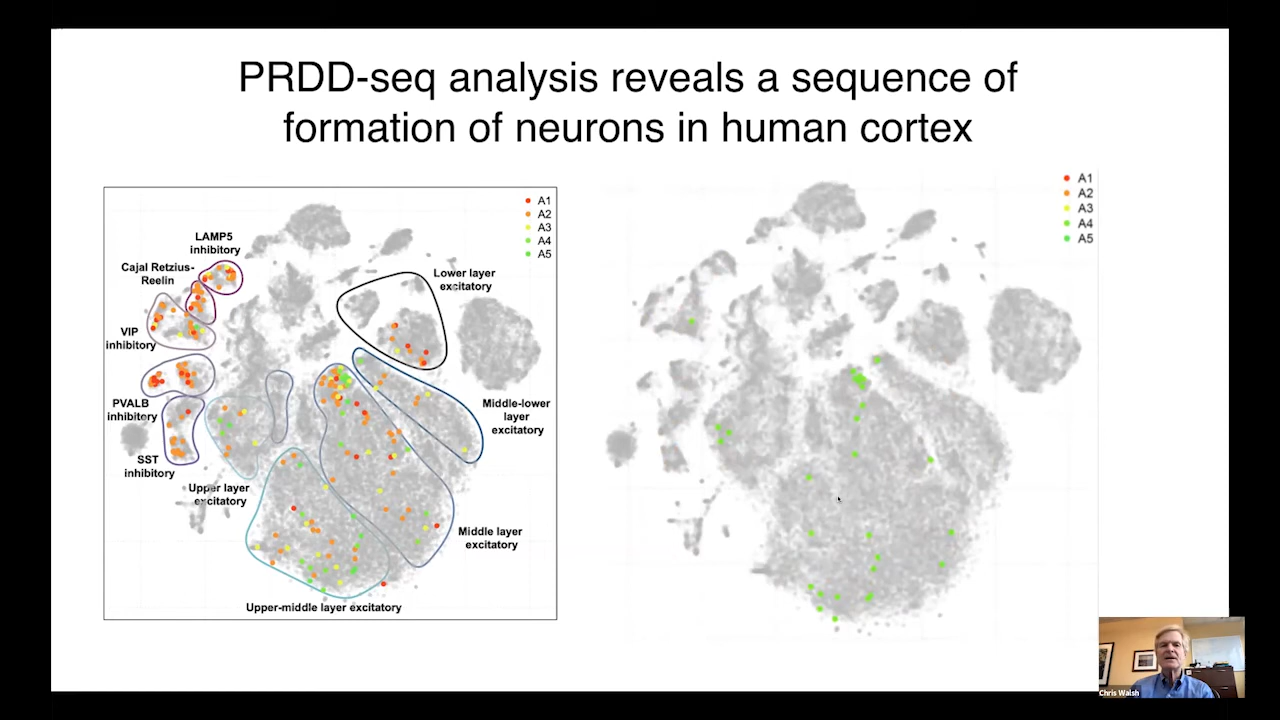 PRDD-seq analysis reveals a sequence of
formation of neurons in human cortex
A1
A2
A3
A4
A5
LAMP5
inhibitory
Cajal Retzius-
Reelin
VIP
inhibitory
PVALB
inhibitory
SST
inhibitory
Upper layer
excitatory
Lower layer
excitatory
Middle-lower
layer
excitatory
Middle layer
excitatory
Upper-middle layer excitatory
A1
A2
A3
A4
A5
Chris Walsh